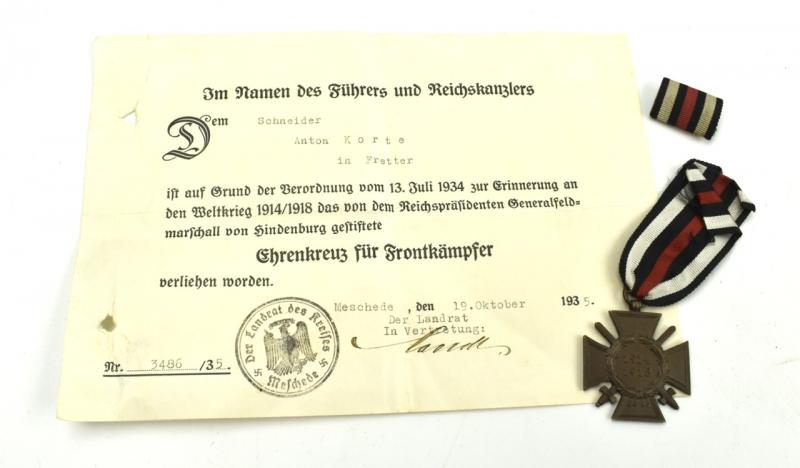 Im Namen des Führers und Reichskanzlers
Dem Schneider
Anton Korte
in Fretter
ist auf Grund der Verordnung vom 13. Juli 1934 zur Erinnerung an
den Weltkrieg 1914/1918 das von dem Reichspräsidenten Generalfeld-
marschall von Hindenburg gestiftete
Ehrenkreuz für Frontkämpfer
verliehen worden.
Meschede, den 19.Oktober 1935.
Der Landrat
In Vertretung:
Nr. 3486 /35.
Der Landrat des Kreises
Meschede
1914
1918